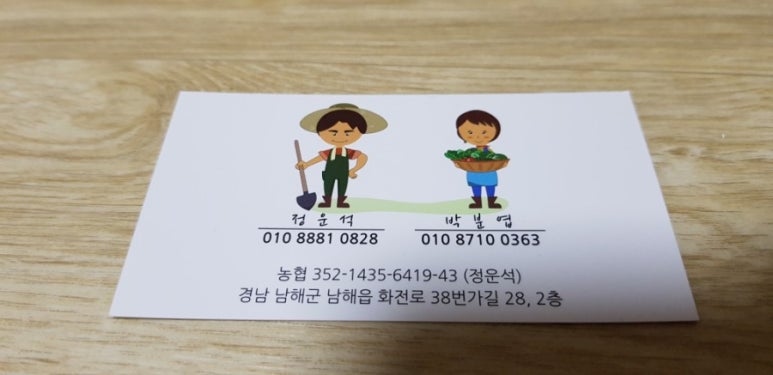 정 운 석
010 8881 0828
박 분 엽
010 8710 0363
농협 352-1435-6419-43 (정운석)
경남 남해군 남해읍 화전로 38번가길 28, 2층